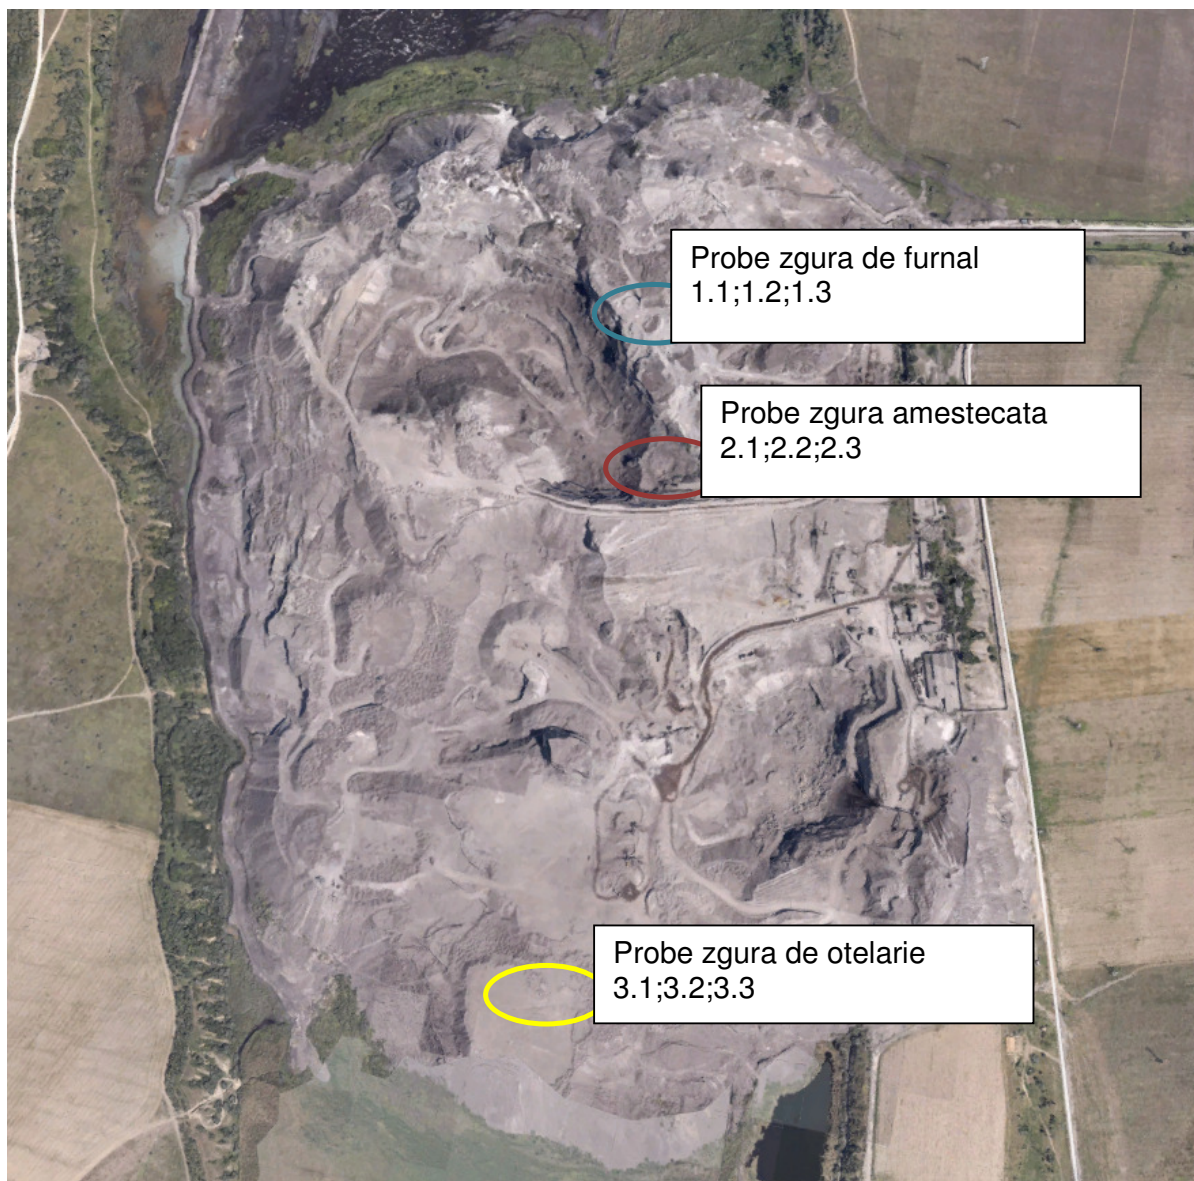 Probe zgura de furnal
1.1;1.2;1.3
Probe zgura amestecata
2.1;2.2;2.3
Probe zgura de otelarie
3.1;3.2;3.3